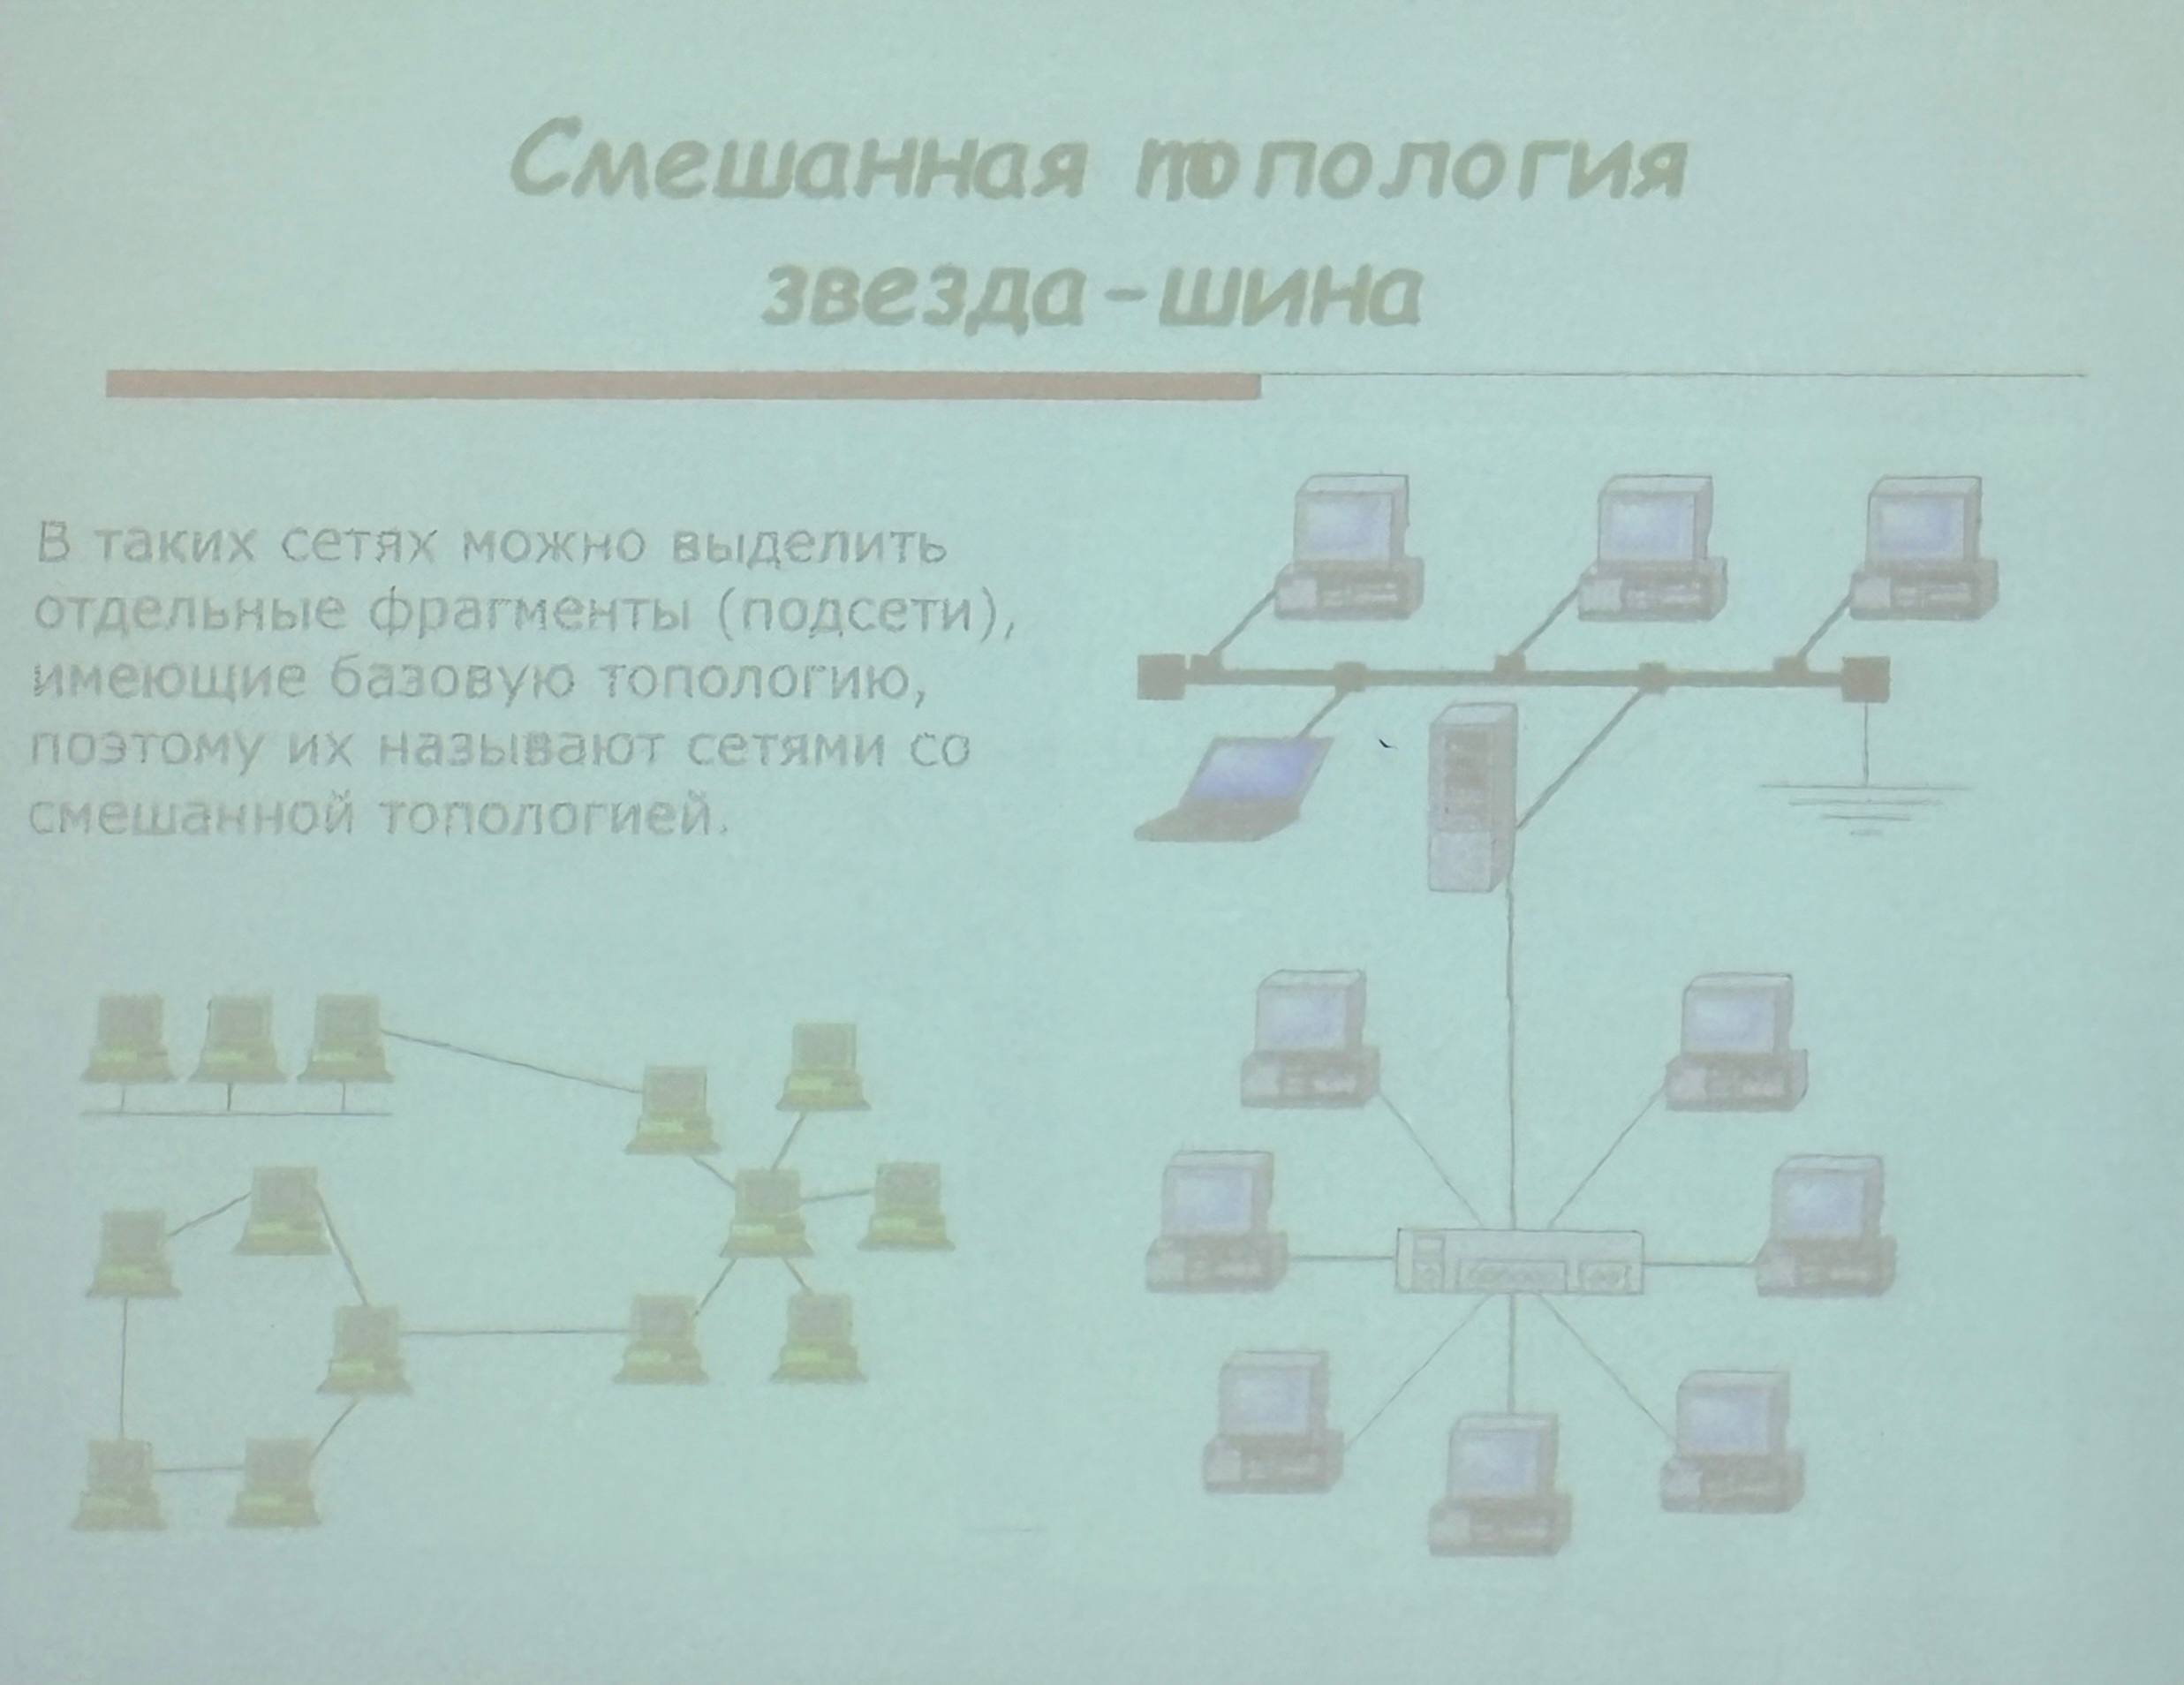 Смешанная топология
звезда-шина
В таких сетях можно выделить
отдельные фрагменты (подсети),
имеющие базовую топологию,
поэтому их называют сетями со
смешанной топологией.